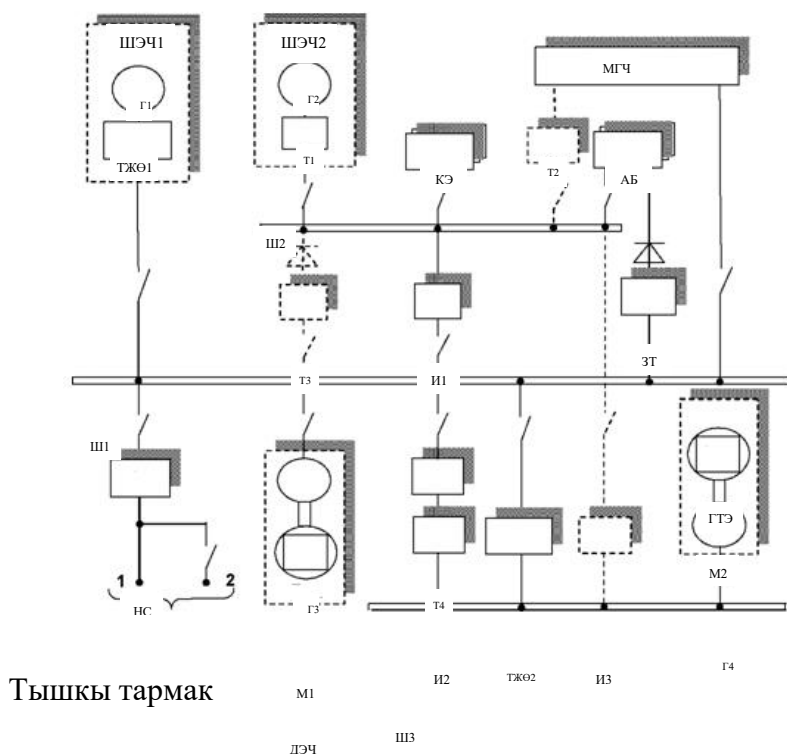 ШЭЧ1
ШЭЧ2
МГЧ
Г1
Г2
ТЖӨ1
Т1
КЭ
Т2
АБ
Ш2
ЗТ
Т3
И1
Ш1
ГТЭ
1
2
НС
Г3
Т4
М2
Г4
Тышкы тармак
М1
И2
ТЖӨ2
И3
Ш3
ДЭЧ